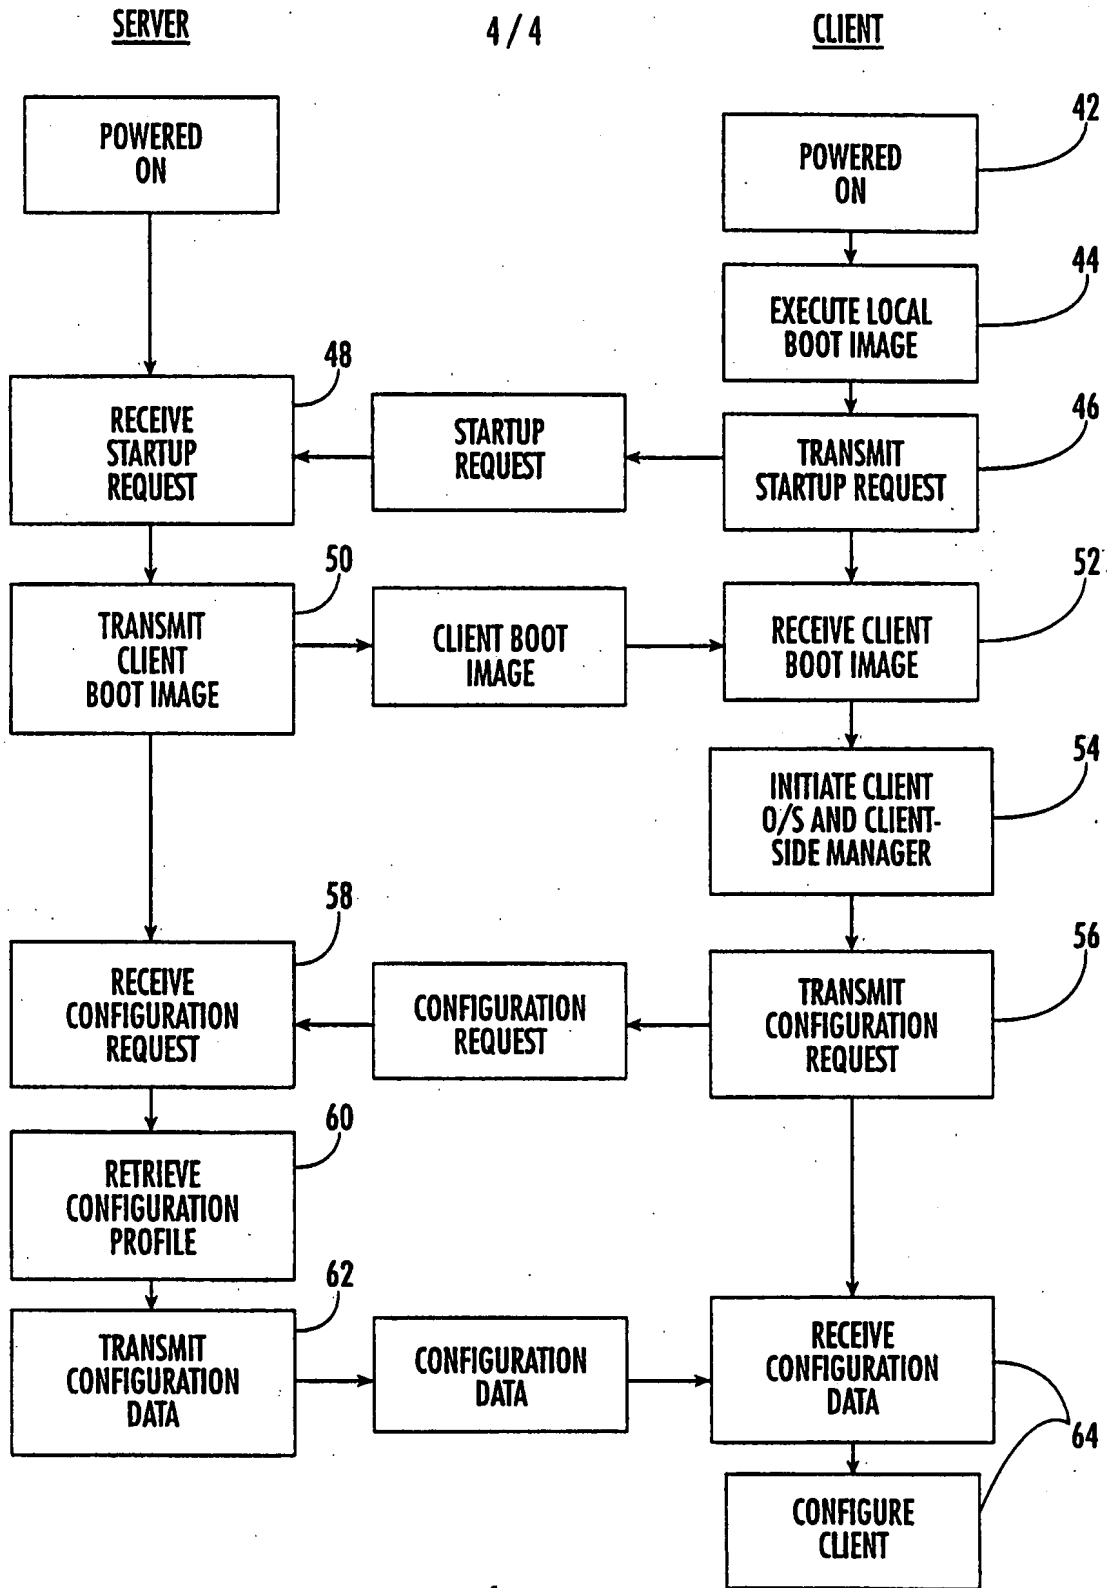 SERVER
4/4
CLIENT
POWERED
ON
42
POWERED
ON
44
EXECUTE LOCAL
BOOT IMAGE
48
RECEIVE
STARTUP
REQUEST
STARTUP
REQUEST
46
TRANSMIT
STARTUP REQUEST
50
TRANSMIT
CLIENT
BOOT IMAGE
CLIENT BOOT
IMAGE
52
RECEIVE CLIENT
BOOT IMAGE
54
INITIATE CLIENT
O/S AND CLIENT-
SIDE MANAGER
58
RECEIVE
CONFIGURATION
REQUEST
CONFIGURATION
REQUEST
56
TRANSMIT
CONFIGURATION
REQUEST
60
RETRIEVE
CONFIGURATION
PROFILE
62
TRANSMIT
CONFIGURATION
DATA
CONFIGURATION
DATA
RECEIVE
CONFIGURATION
DATA
64
CONFIGURE
CLIENT